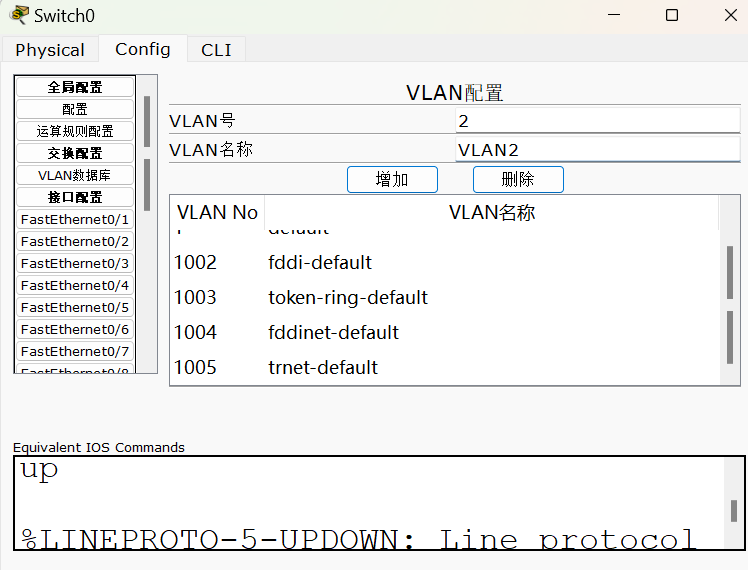 Switch0
Physical Config CLI
全局配置
配置
运算规则配置
交换配置
VLAN数据库
接口配置
FastEthernet0/1
FastEthernet0/2
FastEthernet0/3
FastEthernet0/4
FastEthernet0/5
FastEthernet0/6
FastEthernet0/7
FastEthernet0/8
VLAN配置
VLAN号 2
VLAN名称 VLAN2
增加 删除
VLAN No VLAN名称
1 default
1002 fddi-default
1003 token-ring-default
1004 fddinet-default
1005 trnet-default
Equivalent IOS Commands
up
%LINEPROTO-5-UPDOWN: Line protocol